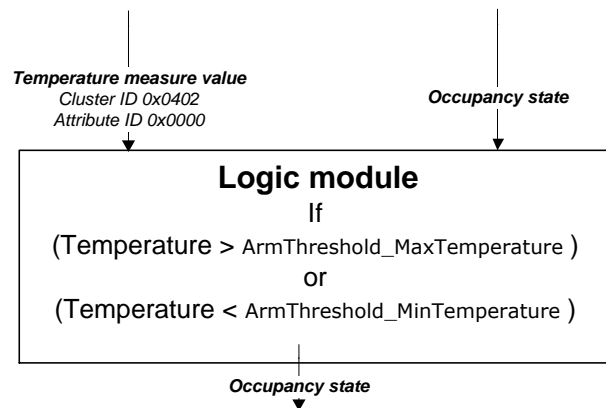 Temperature measure value
Cluster ID 0x0402
Attribute ID 0x0000
Occupancy state
Logic module
If
(Temperature > ArmThreshold_MaxTemperature )
or
(Temperature < ArmThreshold_MinTemperature )
Occupancy state